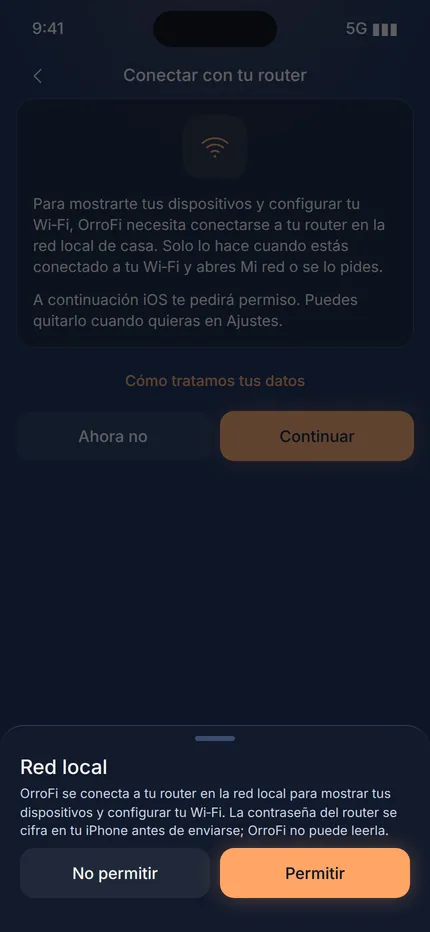 9:41
5G
Conectar con tu router
Para mostrarte tus dispositivos y configurar tu
Wi-Fi, OrroFi necesita conectarse a tu router en la
red local de casa. Solo lo hace cuando estás
conectado a tu Wi-Fi y abres Mi red o se lo pides.
A continuación iOS te pedirá permiso. Puedes
quitarlo cuando quieras en Ajustes.
Cómo tratamos tus datos
Ahora no
Continuar
Red local
OrroFi se conecta a tu router en la red local para mostrar tus
dispositivos y configurar tu Wi-Fi. La contraseña del router se
cifra en tu iPhone antes de enviarse; OrroFi no puede leerla.
No permitir
Permitir